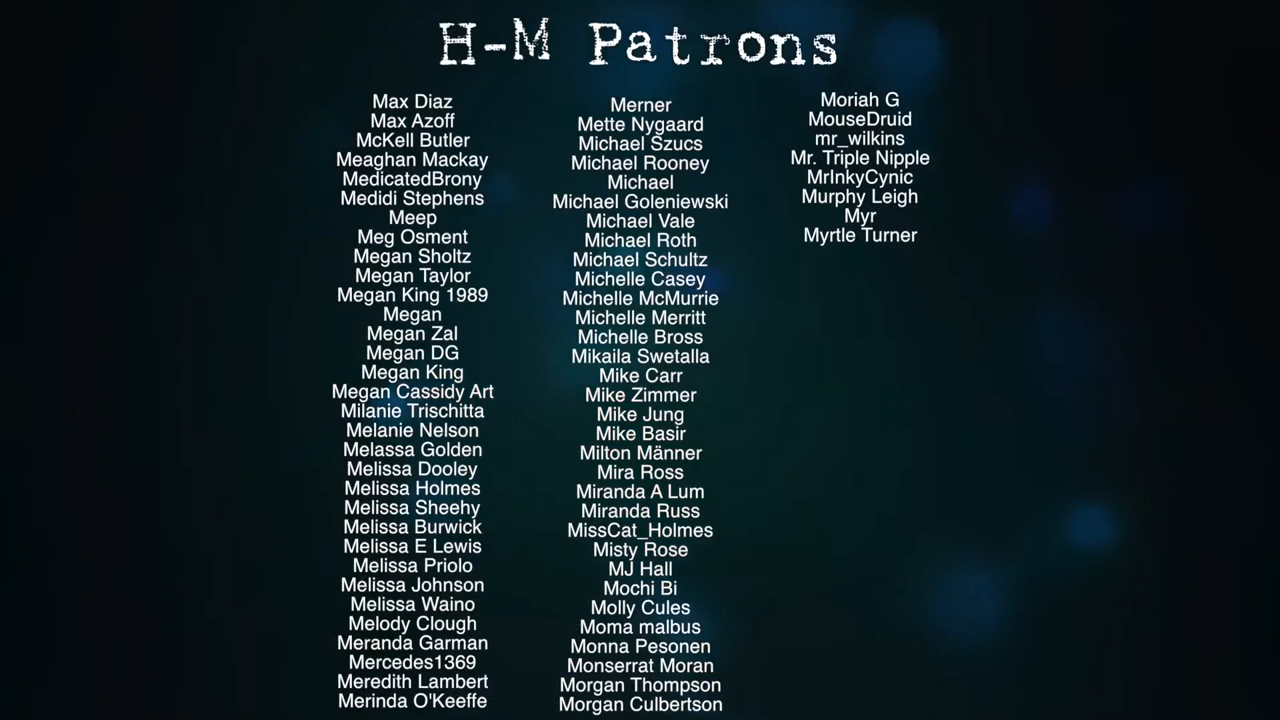 H-M Patrons
Max Diaz
Max Azoff
McKell Butler
Meaghan Mackay
MedicatedBrony
Medidi Stephens
Meep
Meg Osment
Megan Sholtz
Megan Taylor
Megan King 1989
Megan
Megan Zal
Megan DG
Megan King
Megan Cassidy Art
Milanie Trischitta
Melanie Nelson
Melassa Golden
Melissa Dooley
Melissa Holmes
Melissa Sheehy
Melissa Burwick
Melissa E Lewis
Melissa Priolo
Melissa Johnson
Melissa Waino
Melody Clough
Meranda Garman
Mercedes1369
Meredith Lambert
Merinda O'Keeffe
Merner
Mette Nygaard
Michael Szucs
Michael Rooney
Michael
Michael Goleniewski
Michael Vale
Michael Roth
Michael Schultz
Michelle Casey
Michelle McMurrie
Michelle Merritt
Michelle Bross
Mikaila Swetalla
Mike Carr
Mike Zimmer
Mike Jung
Mike Basir
Milton Männer
Mira Ross
Miranda A Lum
Miranda Russ
MissCat_Holmes
Misty Rose
MJ Hall
Mochi Bi
Molly Cules
Moma malbus
Monna Pesonen
Monserrat Moran
Morgan Thompson
Morgan Culbertson
Moriah G
MouseDruid
mr_wilkins
Mr. Triple Nipple
MrInkyCynic
Murphy Leigh
Myr
Myrtle Turner